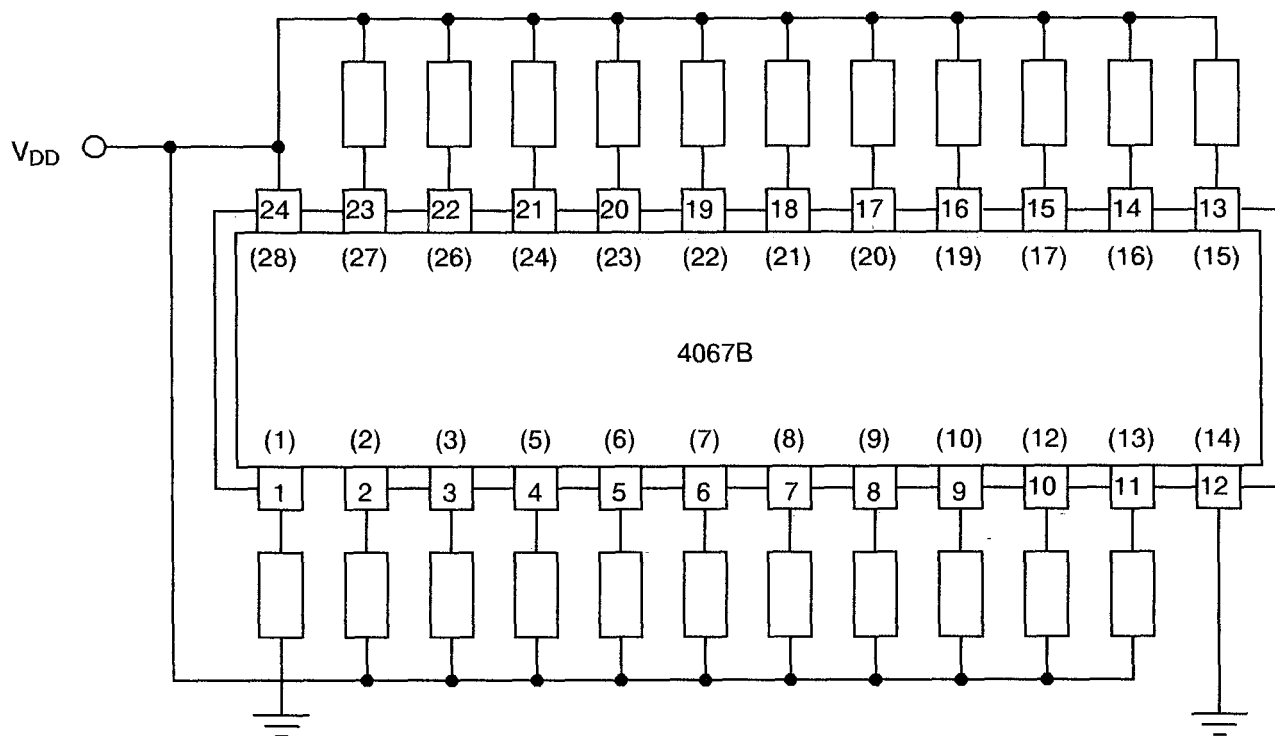 V_DD
24 23 22 21 20 19 18 17 16 15 14 13
(28) (27) (26) (24) (23) (22) (21) (20) (19) (17) (16) (15)
4067B
(1) (2) (3) (5) (6) (7) (8) (9) (10) (12) (13) (14)
1 2 3 4 5 6 7 8 9 10 11 12